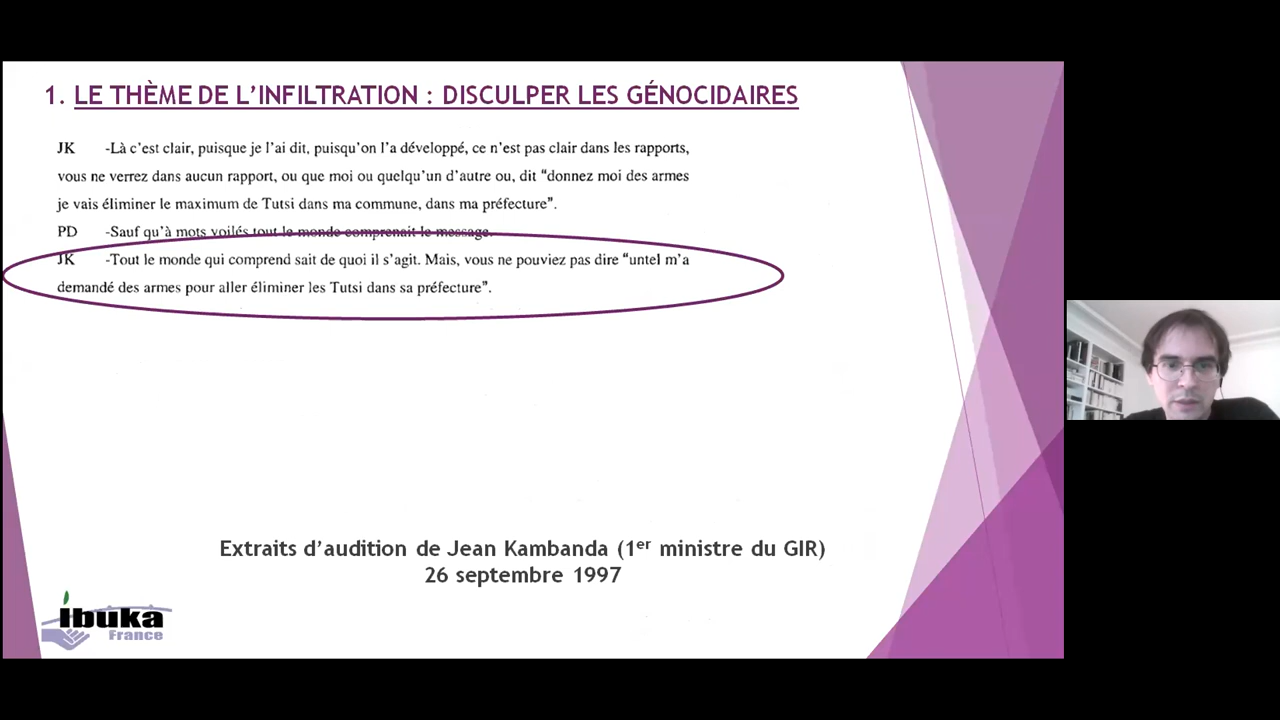 1. LE THÈME DE L'INFILTRATION : DISCULPER LES GÉNOCIDAIRES
JK -Là c'est clair, puisque je l'ai dit, puisqu'on l'a développé, ce n'est pas clair dans les rapports,
vous ne verrez dans aucun rapport, ou que moi ou quelqu'un d'autre ou, dit "donnez moi des armes
je vais éliminer le maximum de Tutsi dans ma commune, dans ma préfecture".
PD -Sauf qu'à mots voilés tout le monde comprenait le message.
JK -Tout le monde qui comprend sait de quoi il s'agit. Mais, vous ne pouviez pas dire "untel m'a
demandé des armes pour aller éliminer les Tutsi dans sa préfecture".
Extraits d'audition de Jean Kambanda (1er ministre du GIR)
26 septembre 1997
ibuka
France